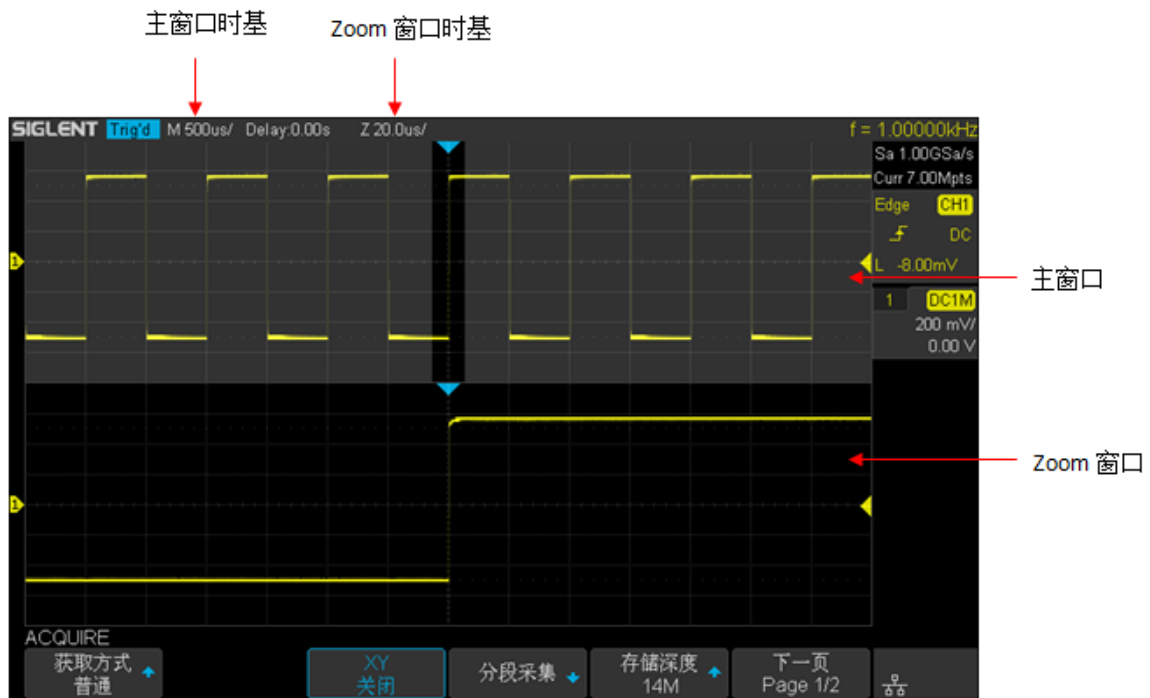 主窗口时基
Zoom 窗口时基
SIGLENT Trig'd M 500us/ Delay:0.00s Z 20.0us/ f = 1.00000kHz
Sa 1.00GSa/s
Curr 7.00Mpts
Edge CH1
DC
L -8.00mV
主窗口
1 DC1M
200 mV/
0.00 V
1
Zoom 窗口
1
ACQUIRE
获取方式
普通
XY
关闭
分段采集
存储深度
14M
下一页
Page 1/2